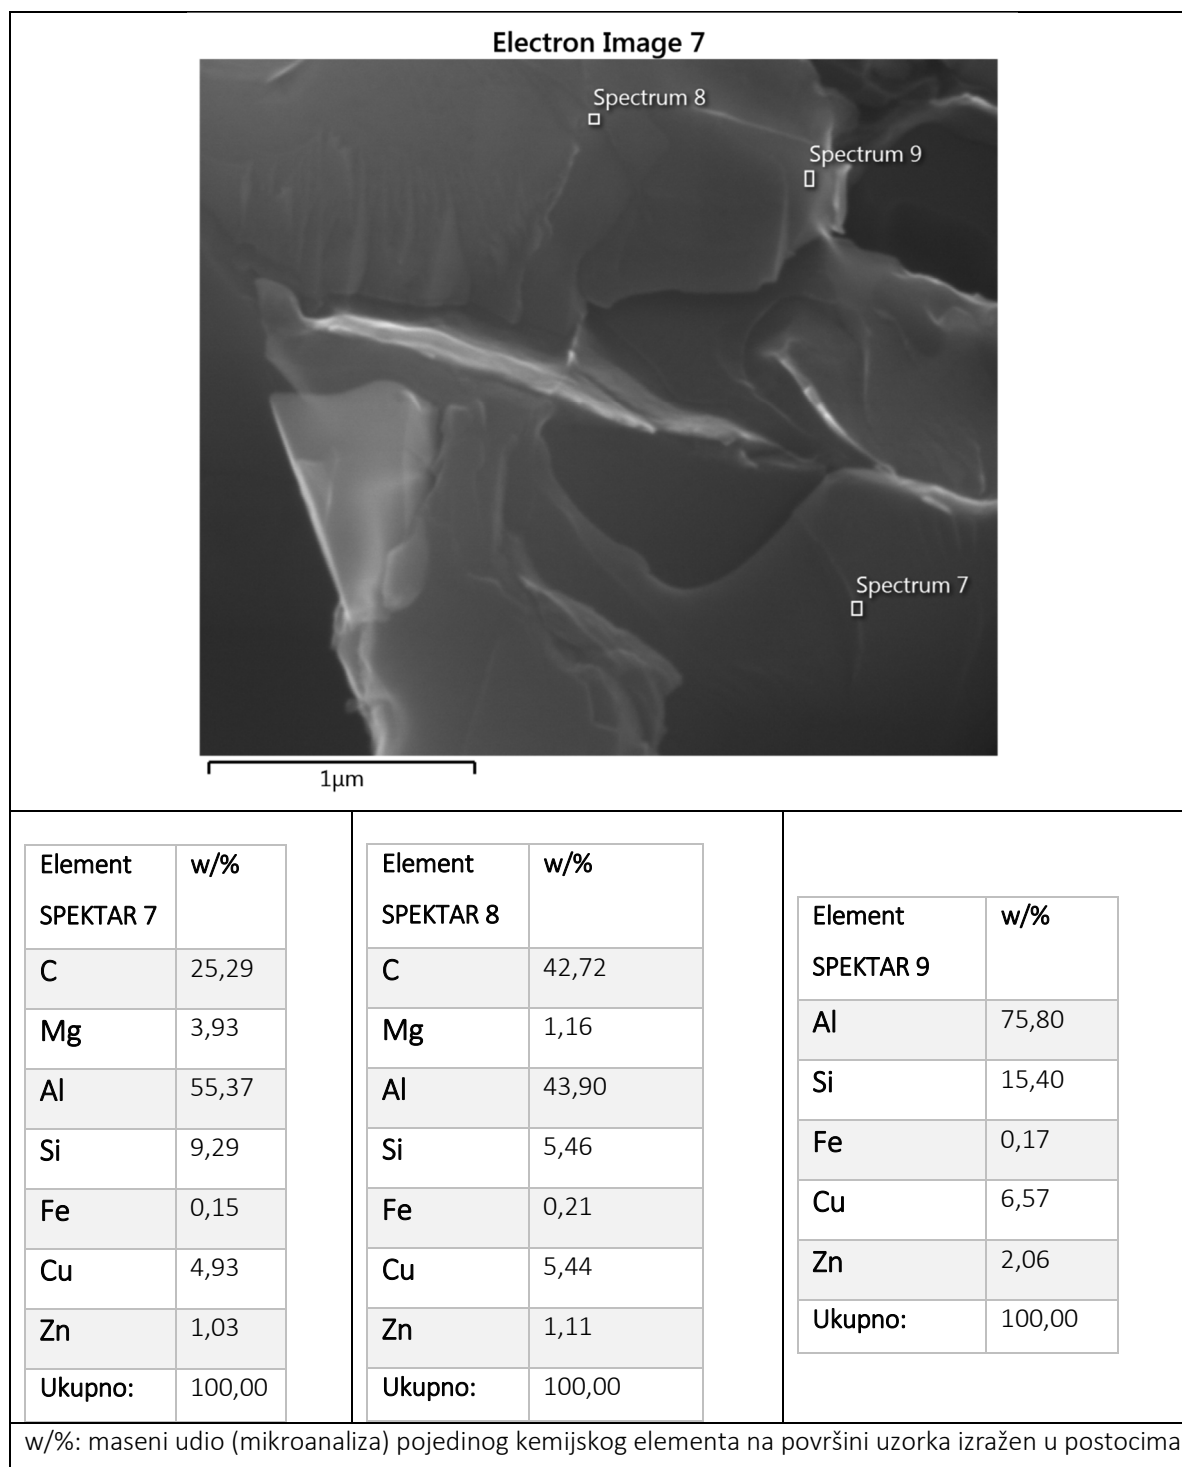 Electron Image 7
Spectrum 8
Spectrum 9
Spectrum 7
1µm
Element SPEKTAR 7 w/%
C 25,29
Mg 3,93
Al 55,37
Si 9,29
Fe 0,15
Cu 4,93
Zn 1,03
Ukupno: 100,00
Element SPEKTAR 8 w/%
C 42,72
Mg 1,16
Al 43,90
Si 5,46
Fe 0,21
Cu 5,44
Zn 1,11
Ukupno: 100,00
Element SPEKTAR 9 w/%
Al 75,80
Si 15,40
Fe 0,17
Cu 6,57
Zn 2,06
Ukupno: 100,00
w/%: maseni udio (mikroanaliza) pojedinog kemijskog elementa na površini uzorka izražen u postocima